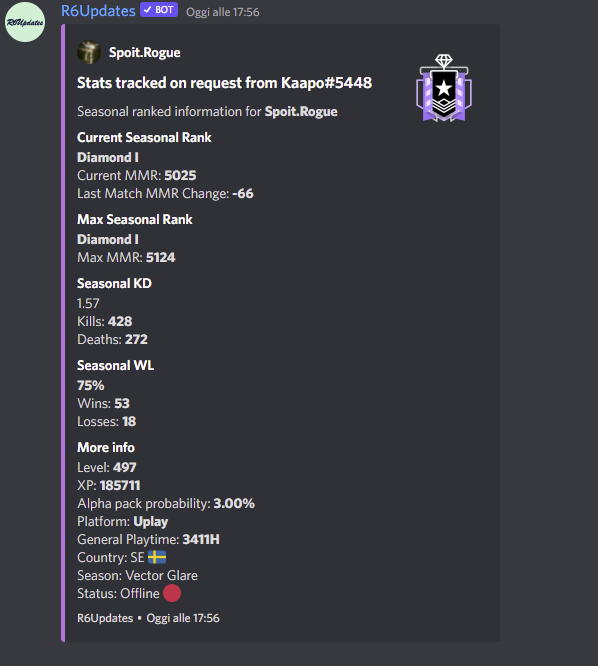 R6Updates
R6Updates ✓ BOT Oggi alle 17:56
Spoit.Rogue
Stats tracked on request from Kaapo#5448
Seasonal ranked information for Spoit.Rogue
Current Seasonal Rank
Diamond I
Current MMR: 5025
Last Match MMR Change: -66
Max Seasonal Rank
Diamond I
Max MMR: 5124
Seasonal KD
1.57
Kills: 428
Deaths: 272
Seasonal WL
75%
Wins: 53
Losses: 18
More info
Level: 497
XP: 185711
Alpha pack probability: 3.00%
Platform: Uplay
General Playtime: 3411H
Country: SE 🇸🇪
Season: Vector Glare
Status: Offline 🔴
R6Updates • Oggi alle 17:56